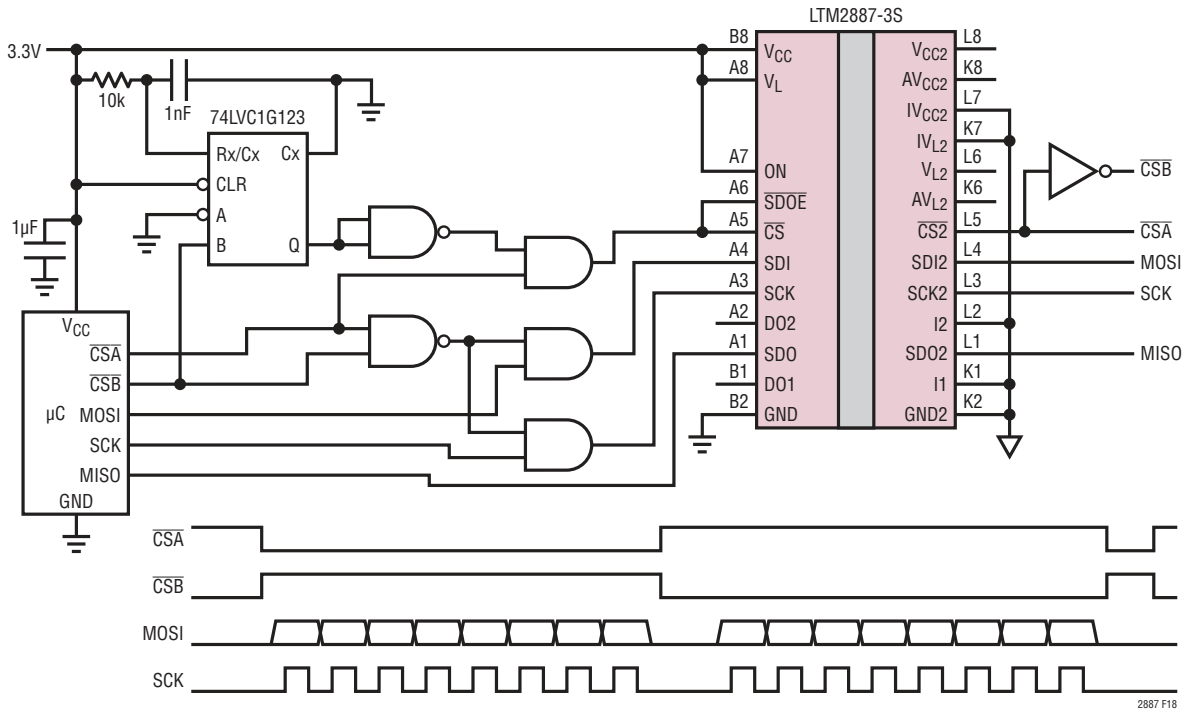 LTM2887-3S
3.3V
10k
1nF
74LVC1G123
Rx/Cx Cx
CLR
A
B Q
1µF
VCC
CSA
CSB
µC MOSI
SCK
MISO
GND
B8 VCC
A8 VL
A7 ON
A6 SDOE
A5 CS
A4 SDI
A3 SCK
A2 DO2
A1 SDO
B1 DO1
B2 GND
VCC2 L8
AVCC2 K8
IVCC2 L7
IVL2 K7
VL2 L6
AVL2 K6
CS2 L5
SDI2 L4
SCK2 L3
I2 L2
SDO2 L1
I1 K1
GND2 K2
CSB
CSA
MOSI
SCK
MISO
CSA
CSB
MOSI
SCK
2887 F18